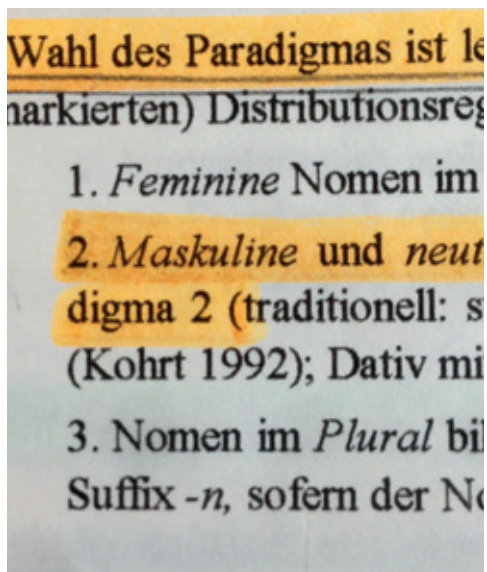 Wahl des Paradigmas ist le
narkierten) Distributionsreg
1. Feminine Nomen im
2. Maskuline und neut
digma 2 (traditionell: s
(Kohrt 1992); Dativ mi
3. Nomen im Plural bil
Suffix -n, sofern der No